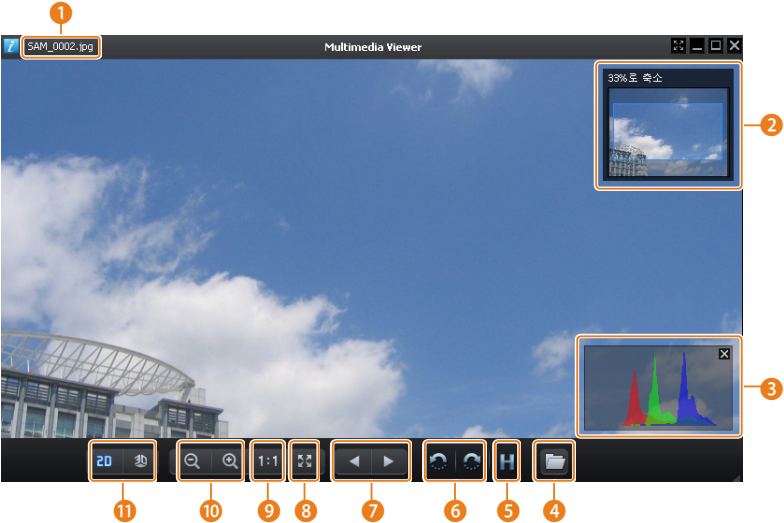 1
SAM_0002.jpg
Multimedia Viewer
33%로 축소
2
3
2D 3D 1:1 H
11 10 9 8 7 6 5 4